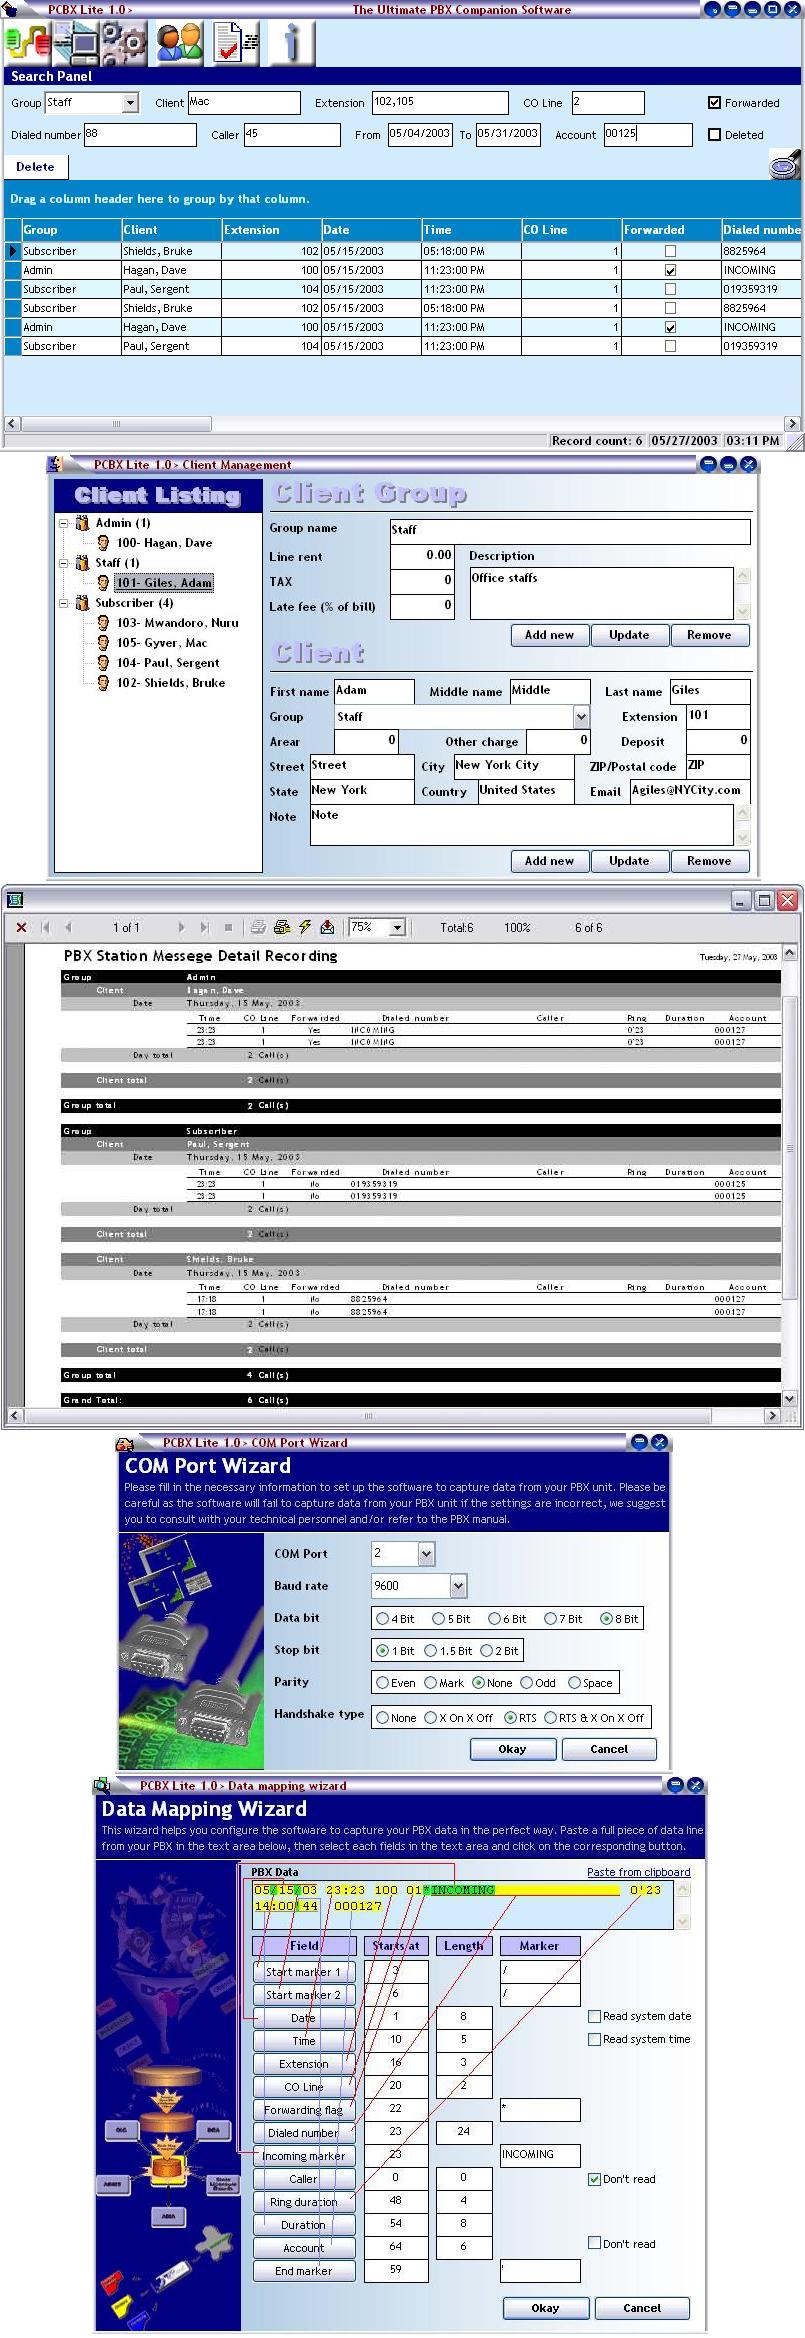 PCBX Lite 1.0> The Ultimate PBX Companion Software
Search Panel
Group Staff Client Mac Extension 102,105 CO Line 2 Forwarded
Dialed number 88 Caller 45 From 05/04/2003 To 05/31/2003 Account 00125 Deleted
Delete
Drag a column header here to group by that column.
Group Client Extension Date Time CO Line Forwarded Dialed numbe
Subscriber Shields, Bruke 102 05/15/2003 05:18:00 PM 1 8825964
Admin Hagan, Dave 100 05/15/2003 11:23:00 PM 1 INCOMING
Subscriber Paul, Sergent 104 05/15/2003 11:23:00 PM 1 019359319
Subscriber Shields, Bruke 102 05/15/2003 05:18:00 PM 1 8825964
Admin Hagan, Dave 100 05/15/2003 11:23:00 PM 1 INCOMING
Subscriber Paul, Sergent 104 05/15/2003 11:23:00 PM 1 019359319
Record count: 6 05/27/2003 03:11 PM
PCBX Lite 1.0> Client Management
Client Listing
Admin (1)
100- Hagan, Dave
Staff (1)
101- Giles, Adam
Subscriber (4)
103- Mwandoro, Nuru
105- Gyver, Mac
104- Paul, Sergent
102- Shields, Bruke
Client Group
Group name Staff
Line rent 0.00 Description
TAX 0 Office staffs
Late fee (% of bill) 0
Add new Update Remove
Client
First name Adam Middle name Middle Last name Giles
Group Staff Extension 101
Arear 0 Other charge 0 Deposit 0
Street Street City New York City ZIP/Postal code ZIP
State New York Country United States Email Agiles@NYCity.com
Note Note
Add new Update Remove
1 of 1 75% Total:6 100% 6 of 6
PBX Station Messege Detail Recording Tuesday, 27 May, 2003
Group Admin
Client Hagan, Dave
Date Thursday, 15 May, 2003
Time CO Line Forwarded Dialed number Caller Ring Duration Account
23:23 1 Yes INCOMING 0'23 000127
23:23 1 Yes INCOMING 0'23 000127
Day total 2 Call(s)
Client total 2 Call(s)
Group total 2 Call(s)
Group Subscriber
Client Paul, Sergent
Date Thursday, 15 May, 2003
Time CO Line Forwarded Dialed number Caller Ring Duration Account
23:23 1 No 019359319 000125
23:23 1 No 019359319 000125
Day total 2 Call(s)
Client total 2 Call(s)
Client Shields, Bruke
Date Thursday, 15 May, 2003
Time CO Line Forwarded Dialed number Caller Ring Duration Account
17:18 1 No 8825964 000127
17:18 1 No 8825964 000127
Day total 2 Call(s)
Client total 2 Call(s)
Group total 4 Call(s)
Grand Total: 6 Call(s)
PCBX Lite 1.0> COM Port Wizard
COM Port Wizard
Please fill in the necessary information to set up the software to capture data from your PBX unit. Please be
careful as the software will fail to capture data from your PBX unit if the settings are incorrect, we suggest
you to consult with your technical personnel and/or refer to the PBX manual.
COM Port 2
Baud rate 9600
Data bit 4 Bit 5 Bit 6 Bit 7 Bit 8 Bit
Stop bit 1 Bit 1.5 Bit 2 Bit
Parity Even Mark None Odd Space
Handshake type None X On X Off RTS RTS & X On X Off
Okay Cancel
PCBX Lite 1.0> Data mapping wizard
Data Mapping Wizard
This wizard helps you configure the software to capture your PBX data in the perfect way. Paste a full piece of data line
from your PBX in the text area below, then select each fields in the text area and click on the corresponding button.
PBX Data Paste from clipboard
05/15/03 23:23 100 01*INCOMING 0'23
14:00'44 000127
Field Starts at Length Marker
Start marker 1 3 /
Start marker 2 6 /
Date 1 8 Read system date
Time 10 5 Read system time
Extension 16 3
CO Line 20 2
Forwarding flag 22 *
Dialed number 23 24
Incoming marker 23 INCOMING
Caller 0 0 Don't read
Ring duration 48 4
Duration 54 8
Account 64 6 Don't read
End marker 59 '
Okay Cancel